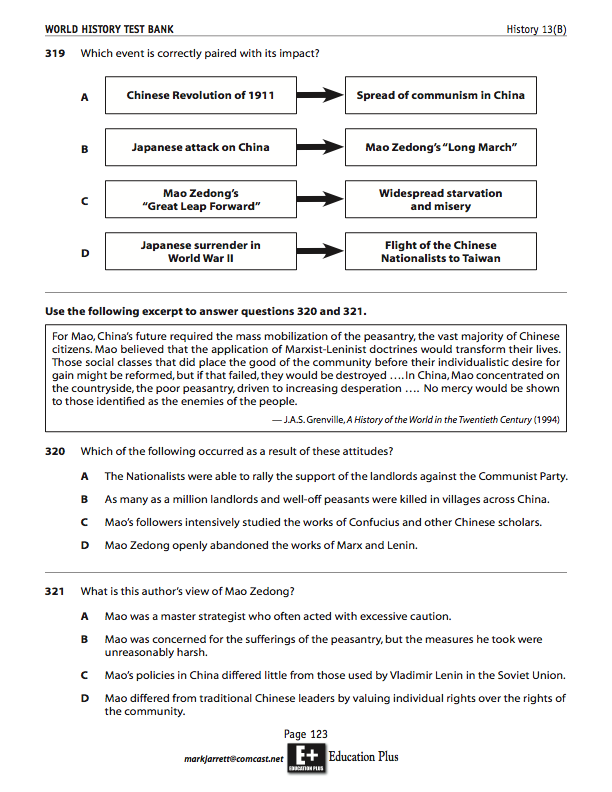 WORLD HISTORY TEST BANK History 13(B)
319 Which event is correctly paired with its impact?
A Chinese Revolution of 1911 Spread of communism in China
B Japanese attack on China Mao Zedong's "Long March"
C Mao Zedong's "Great Leap Forward" Widespread starvation and misery
D Japanese surrender in World War II Flight of the Chinese Nationalists to Taiwan
Use the following excerpt to answer questions 320 and 321.
For Mao, China's future required the mass mobilization of the peasantry, the vast majority of Chinese
citizens. Mao believed that the application of Marxist-Leninist doctrines would transform their lives.
Those social classes that did place the good of the community before their individualistic desire for
gain might be reformed, but if that failed, they would be destroyed .... In China, Mao concentrated on
the countryside, the poor peasantry, driven to increasing desperation .... No mercy would be shown
to those identified as the enemies of the people.
— J.A.S. Grenville, A History of the World in the Twentieth Century (1994)
320 Which of the following occurred as a result of these attitudes?
A The Nationalists were able to rally the support of the landlords against the Communist Party.
B As many as a million landlords and well-off peasants were killed in villages across China.
C Mao's followers intensively studied the works of Confucius and other Chinese scholars.
D Mao Zedong openly abandoned the works of Marx and Lenin.
321 What is this author's view of Mao Zedong?
A Mao was a master strategist who often acted with excessive caution.
B Mao was concerned for the sufferings of the peasantry, but the measures he took were
unreasonably harsh.
C Mao's policies in China differed little from those used by Vladimir Lenin in the Soviet Union.
D Mao differed from traditional Chinese leaders by valuing individual rights over the rights of
the community.
Page 123
markjarrett@comcast.net E+ EDUCATION PLUS Education Plus